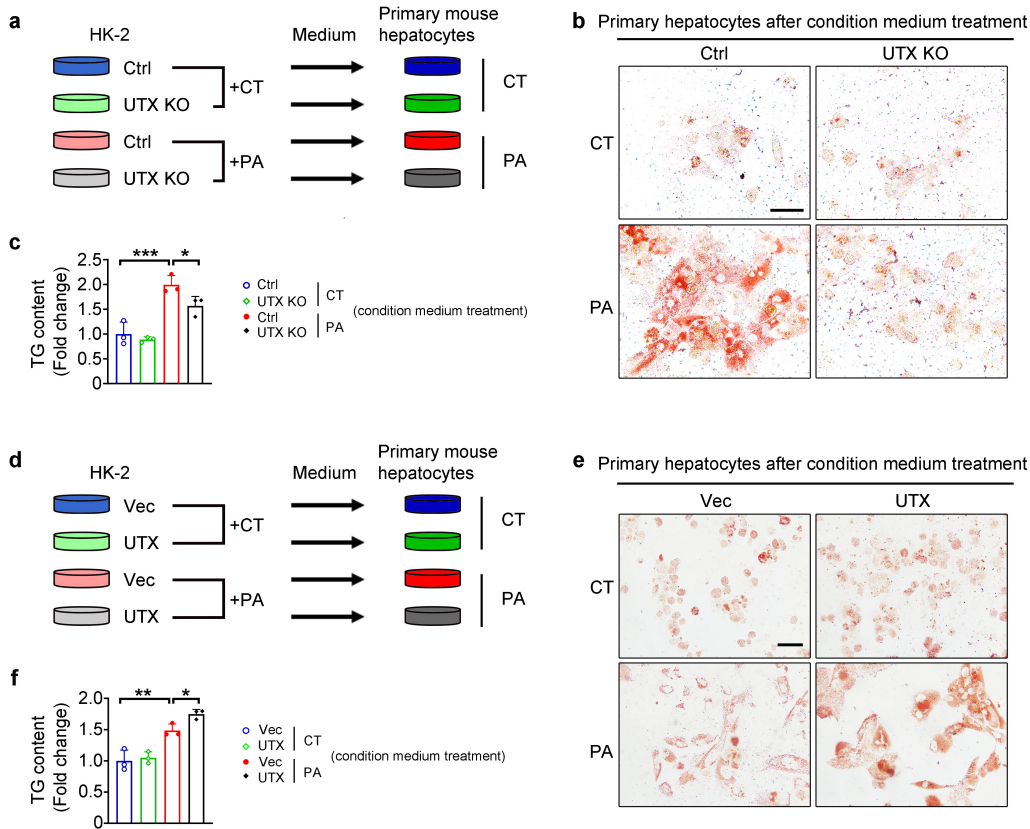 a
HK-2
Medium
Primary mouse
hepatocytes
Ctrl
UTX KO
+CT
CT
Ctrl
UTX KO
+PA
PA
b
Primary hepatocytes after condition medium treatment
Ctrl
UTX KO
CT
PA
c
TG content
(Fold change)
2.5
2.0
1.5
1.0
0.5
0
***
*
Ctrl
UTX KO
CT
Ctrl
UTX KO
PA
(condition medium treatment)
d
HK-2
Medium
Primary mouse
hepatocytes
Vec
UTX
+CT
CT
Vec
UTX
+PA
PA
e
Primary hepatocytes after condition medium treatment
Vec
UTX
CT
PA
f
TG content
(Fold change)
2.0
1.5
1.0
0.5
0
**
*
Vec
UTX
CT
Vec
UTX
PA
(condition medium treatment)